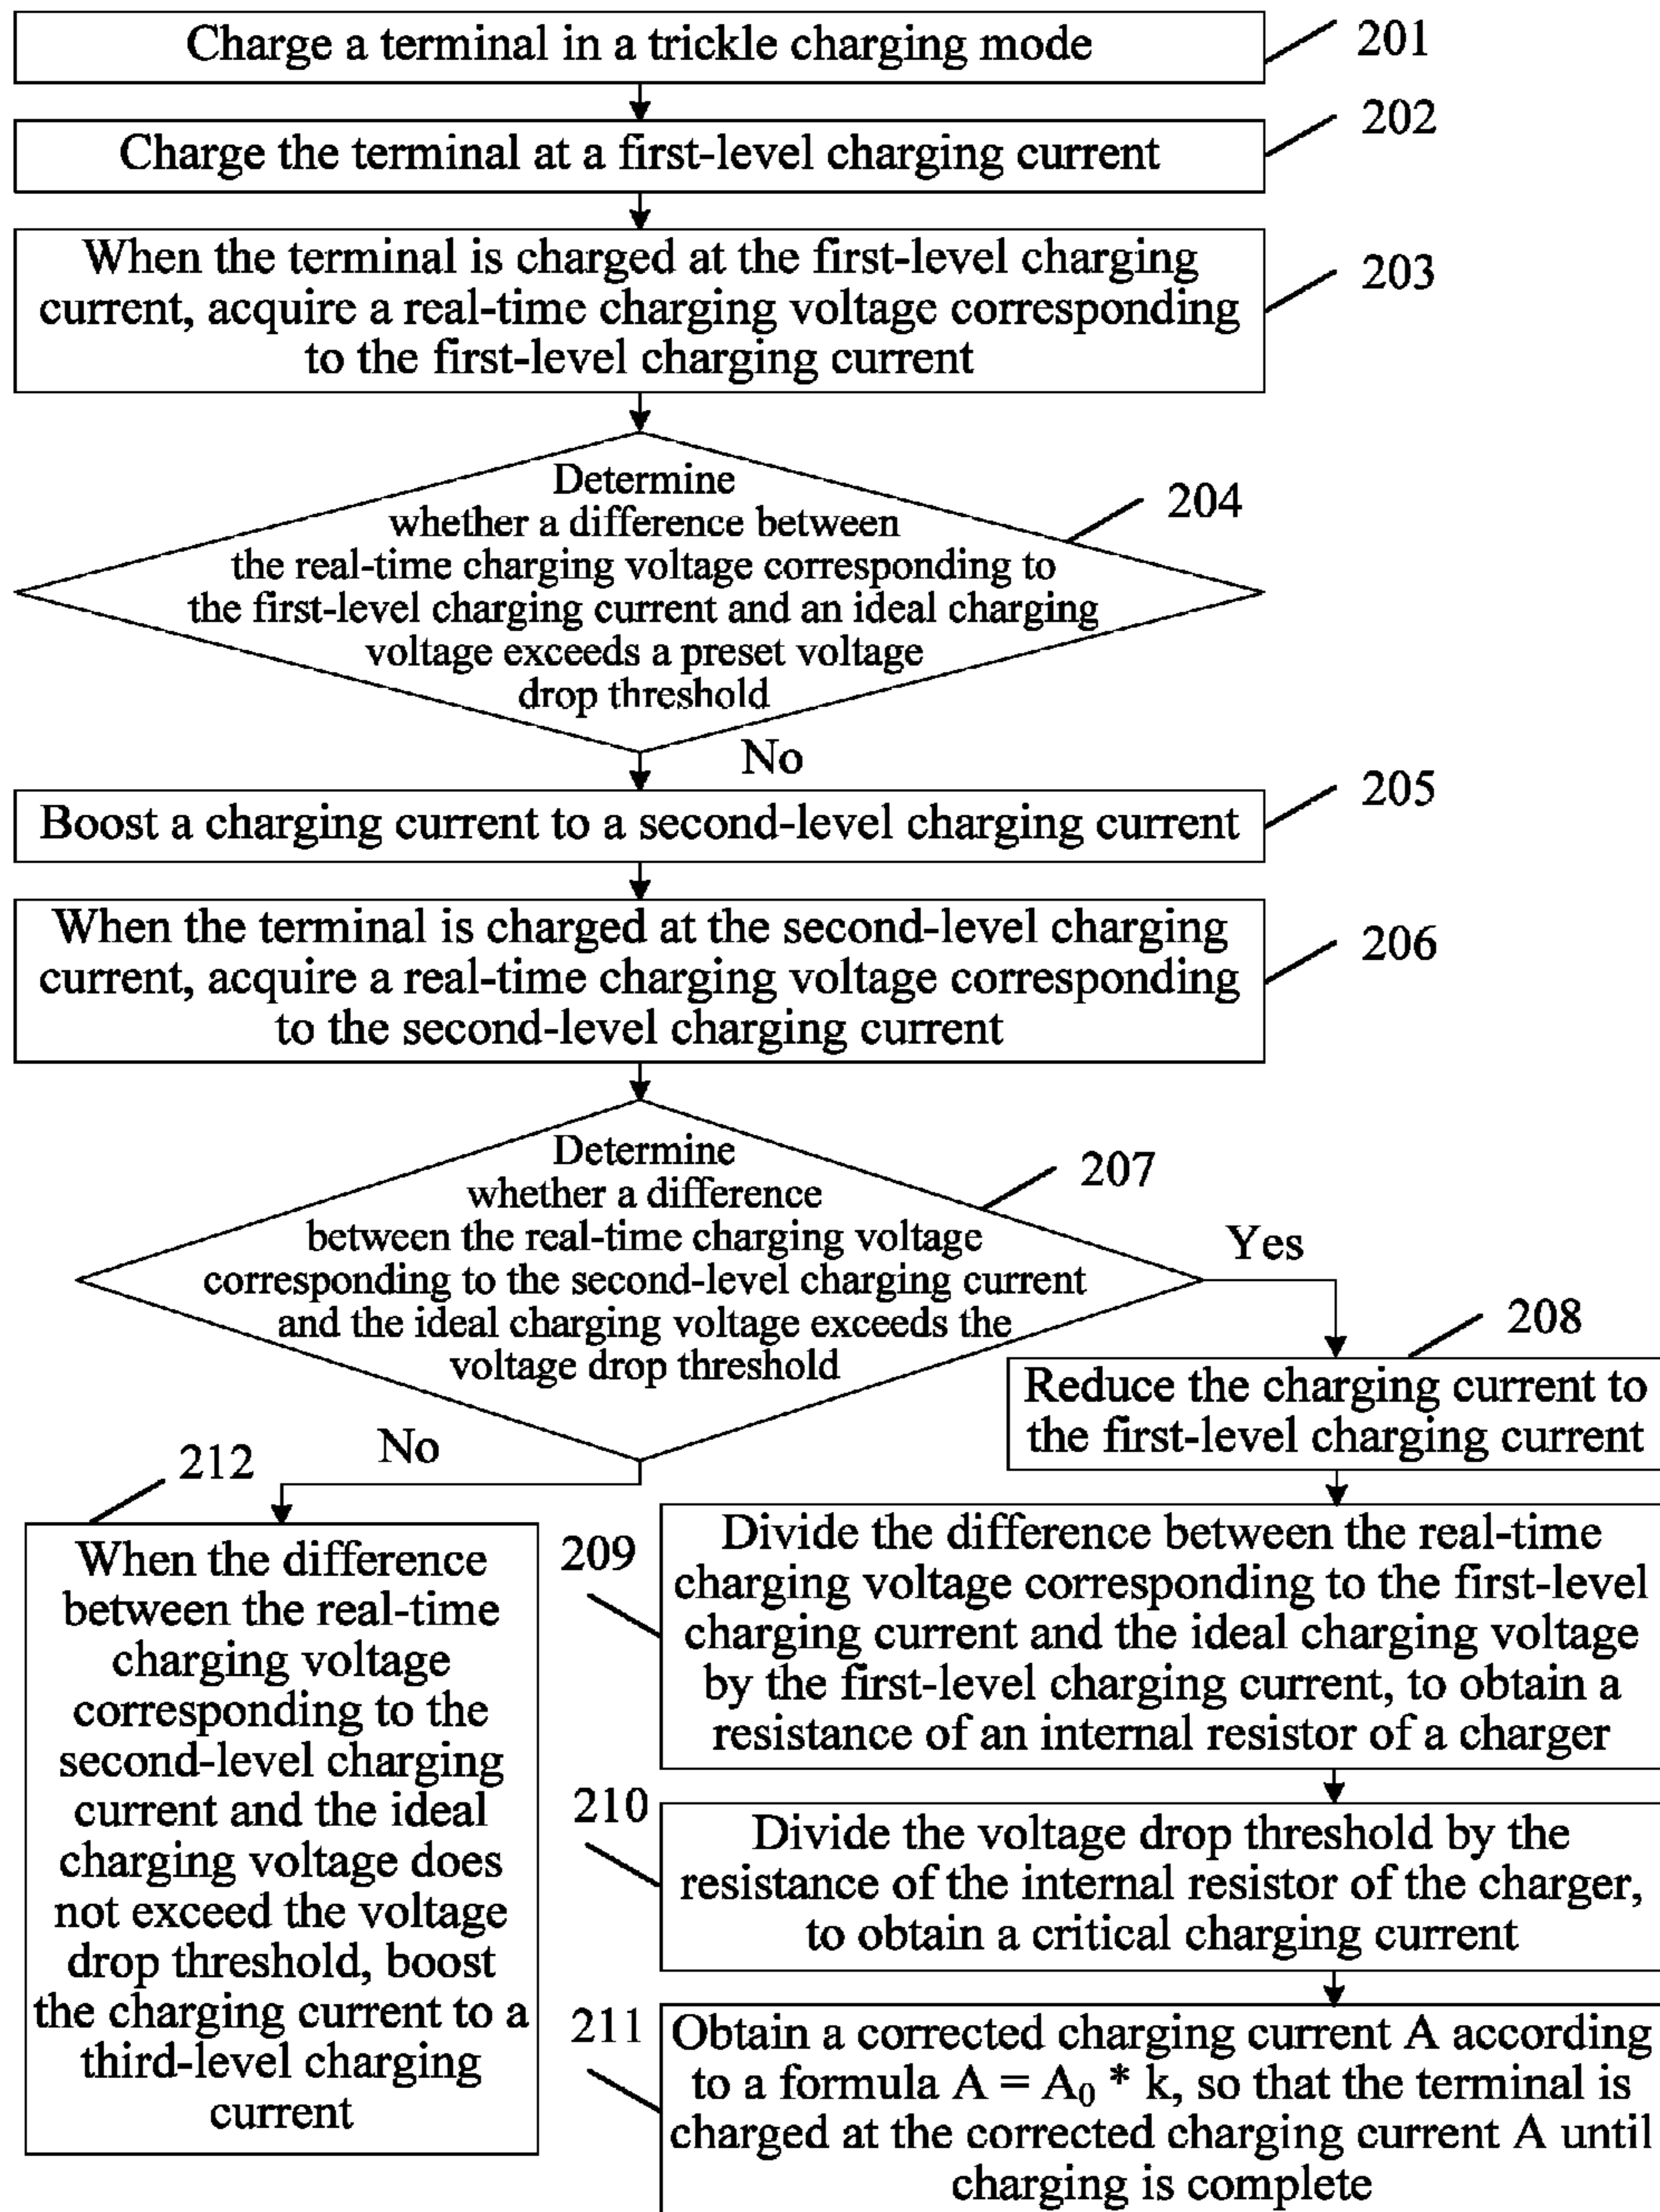 Charge a terminal in a trickle charging mode
201
Charge the terminal at a first-level charging current
202
When the terminal is charged at the first-level charging
current, acquire a real-time charging voltage corresponding
to the first-level charging current
203
Determine
whether a difference between
the real-time charging voltage corresponding to
the first-level charging current and an ideal charging
voltage exceeds a preset voltage
drop threshold
204
No
Boost a charging current to a second-level charging current
205
When the terminal is charged at the second-level charging
current, acquire a real-time charging voltage corresponding
to the second-level charging current
206
Determine
whether a difference
between the real-time charging voltage
corresponding to the second-level charging current
and the ideal charging voltage exceeds the
voltage drop threshold
207
Yes
208
Reduce the charging current to
the first-level charging current
No
212
When the difference
between the real-time
charging voltage
corresponding to the
second-level charging
current and the ideal
charging voltage does
not exceed the voltage
drop threshold, boost
the charging current to a
third-level charging
current
209
Divide the difference between the real-time
charging voltage corresponding to the first-level
charging current and the ideal charging voltage
by the first-level charging current, to obtain a
resistance of an internal resistor of a charger
210
Divide the voltage drop threshold by the
resistance of the internal resistor of the charger,
to obtain a critical charging current
211
Obtain a corrected charging current A according
to a formula A = A₀ * k, so that the terminal is
charged at the corrected charging current A until
charging is complete